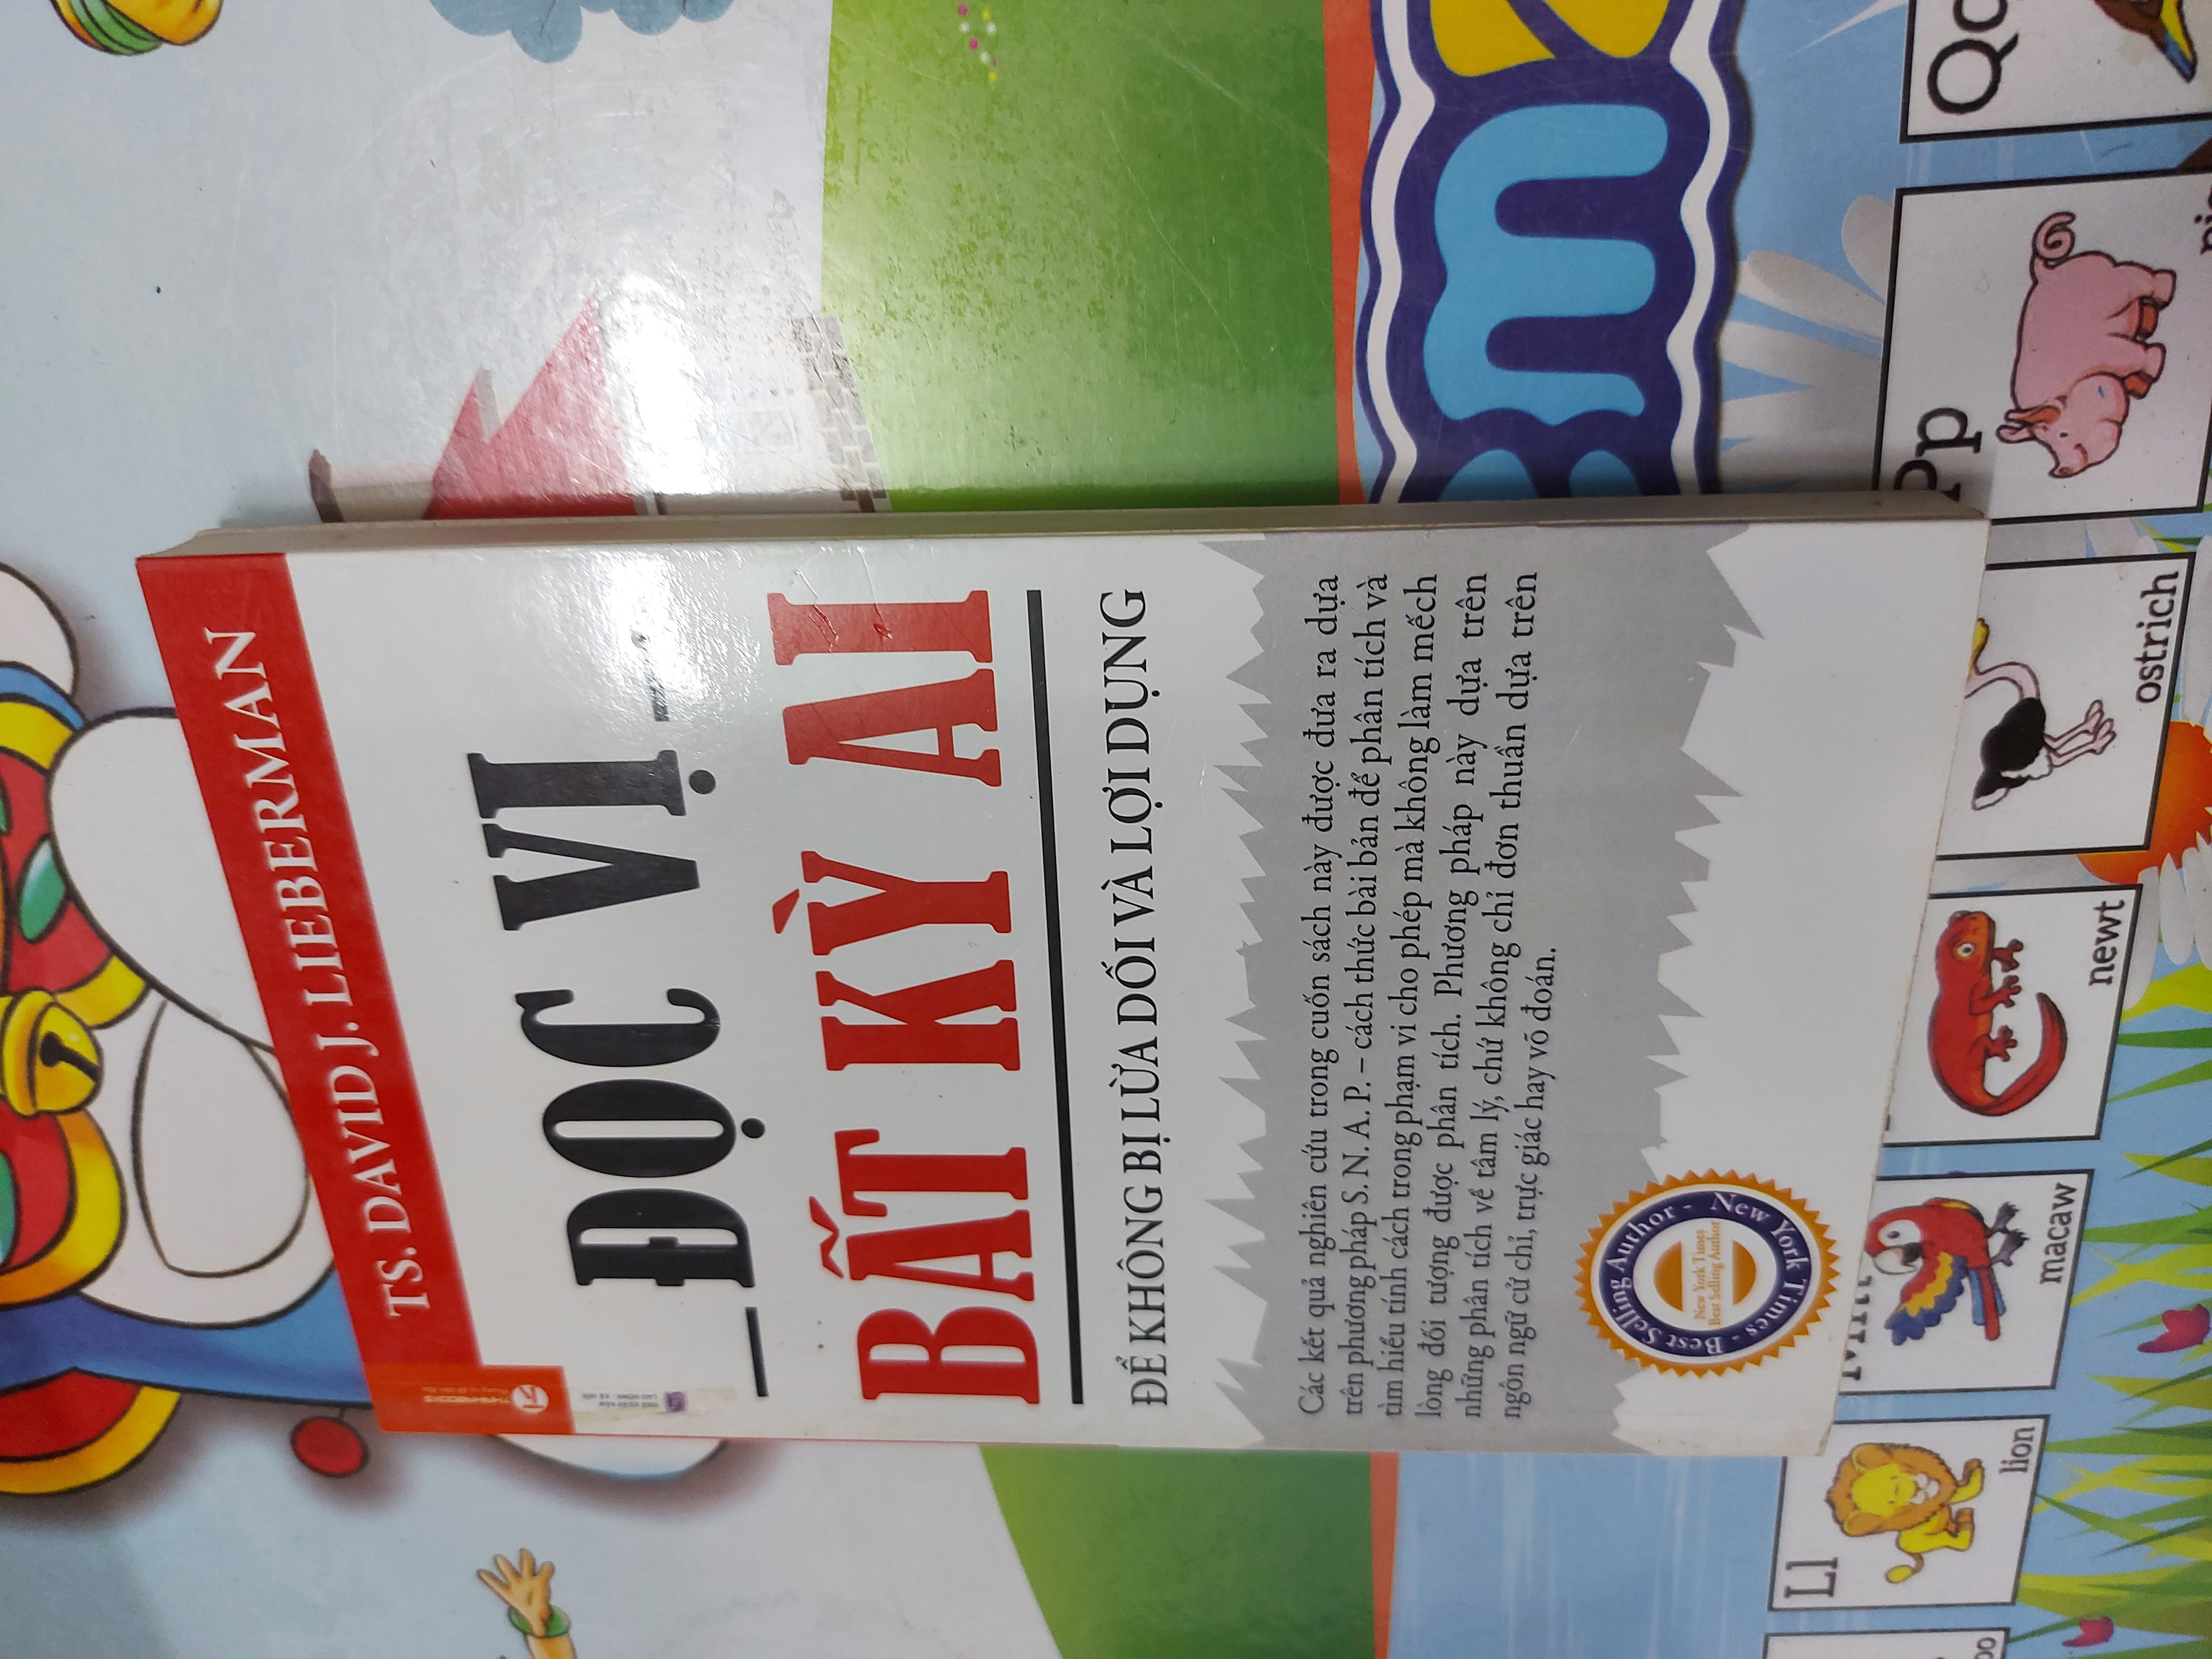 TS. DAVID J. LIEBERMAN
THAIHABOOKS
ĐỌC VỊ
BẤT KỲ AI
ĐỂ KHÔNG BỊ LỪA DỐI VÀ LỢI DỤNG
Các kết quả nghiên cứu trong cuốn sách này được đưa ra dựa
trên phương pháp S. N. A. P. – cách thức bài bản để phân tích và
tìm hiểu tính cách trong phạm vi cho phép mà không làm mếch
lòng đối tượng được phân tích. Phương pháp này dựa trên
những phân tích về tâm lý, chứ không chỉ đơn thuần dựa trên
ngôn ngữ cử chỉ, trực giác hay võ đoán.
Best Selling Author - New York Times -
New York Times
Best Selling Author
Ll
lion
Mm
macaw
newt
ostrich
Pp
pig